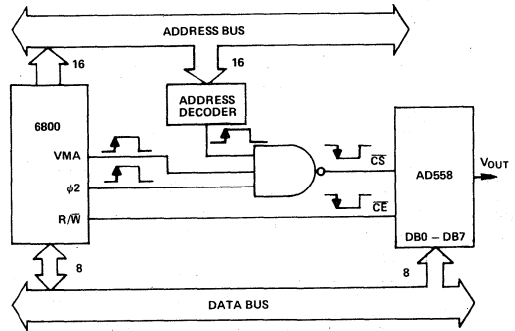 ADDRESS BUS
16
16
ADDRESS
DECODER
6800
VMA
φ2
R/W̅
C̅S̅
C̅E̅
AD558
VOUT
DB0 – DB7
8
8
DATA BUS